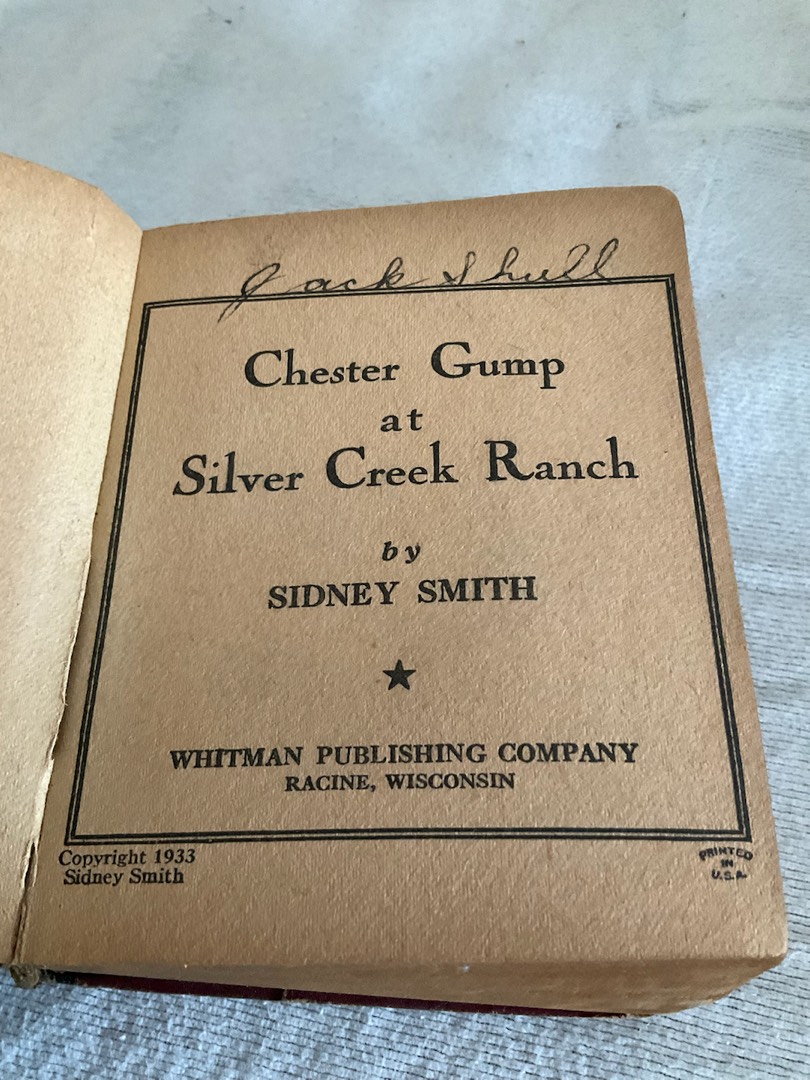 Jack Shull
Chester Gump
at
Silver Creek Ranch
by
SIDNEY SMITH
WHITMAN PUBLISHING COMPANY
RACINE, WISCONSIN
Copyright 1933
Sidney Smith
PRINTED
IN
U.S.A.